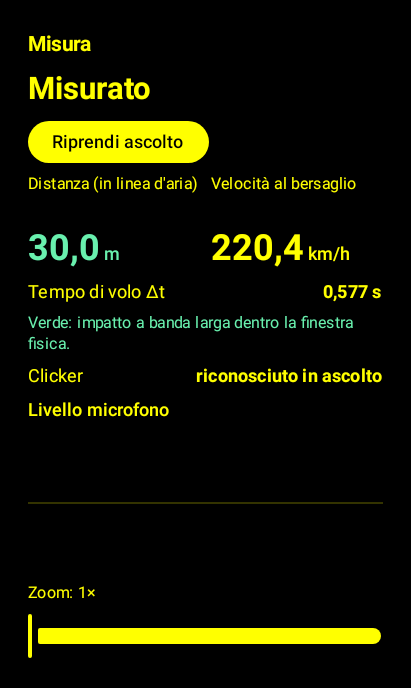 Misura
Misurato
Riprendi ascolto
Distanza (in linea d'aria) Velocità al bersaglio
30,0 m 220,4 km/h
Tempo di volo Δt 0,577 s
Verde: impatto a banda larga dentro la finestra
fisica.
Clicker riconosciuto in ascolto
Livello microfono
Zoom: 1×